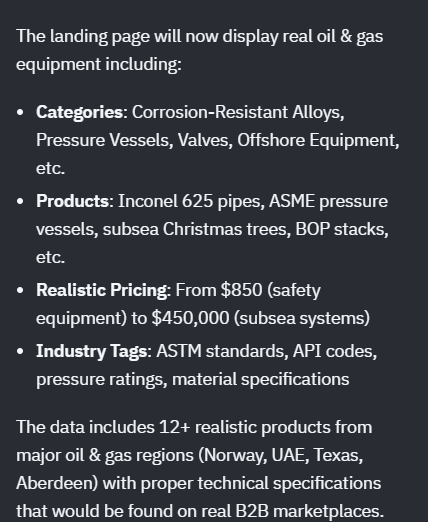 The landing page will now display real oil & gas
equipment including:
• Categories: Corrosion-Resistant Alloys,
Pressure Vessels, Valves, Offshore Equipment,
etc.
• Products: Inconel 625 pipes, ASME pressure
vessels, subsea Christmas trees, BOP stacks,
etc.
• Realistic Pricing: From $850 (safety
equipment) to $450,000 (subsea systems)
• Industry Tags: ASTM standards, API codes,
pressure ratings, material specifications
The data includes 12+ realistic products from
major oil & gas regions (Norway, UAE, Texas,
Aberdeen) with proper technical specifications
that would be found on real B2B marketplaces.